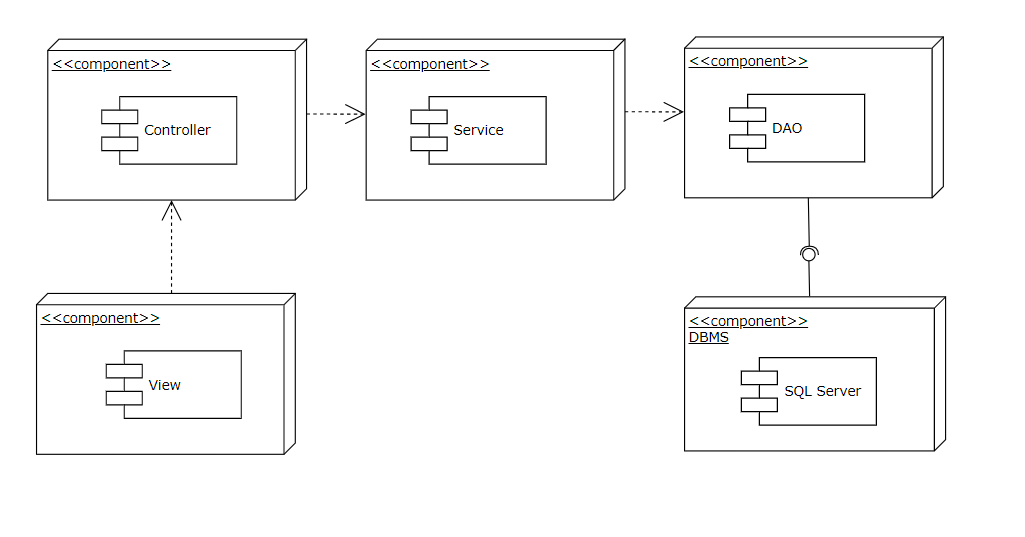 <<component>>
Controller
<<component>>
Service
<<component>>
DAO
<<component>>
View
<<component>>
DBMS
SQL Server